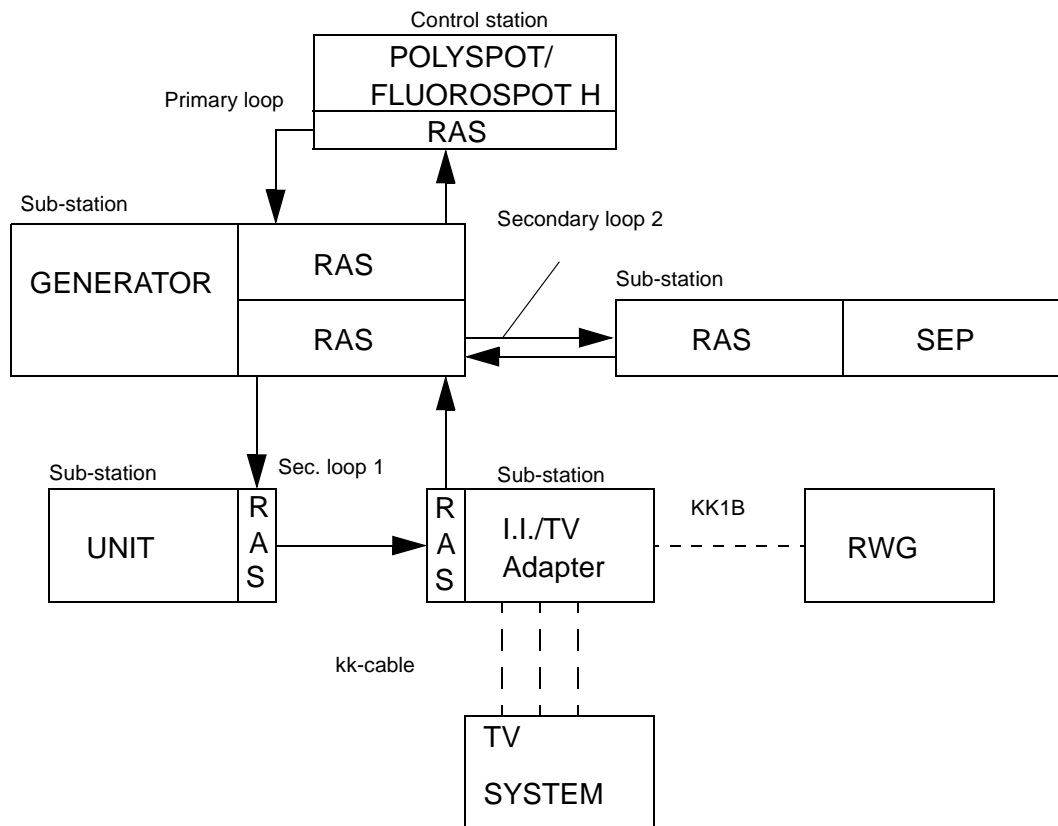 Control station
POLYSPOT/
FLUOROSPOT H
RAS
Primary loop
Sub-station
GENERATOR
RAS
RAS
Secondary loop 2
Sub-station
RAS
SEP
Sub-station
UNIT
R
A
S
Sec. loop 1
Sub-station
R
A
S
I.I./TV
Adapter
KK1B
RWG
kk-cable
TV
SYSTEM